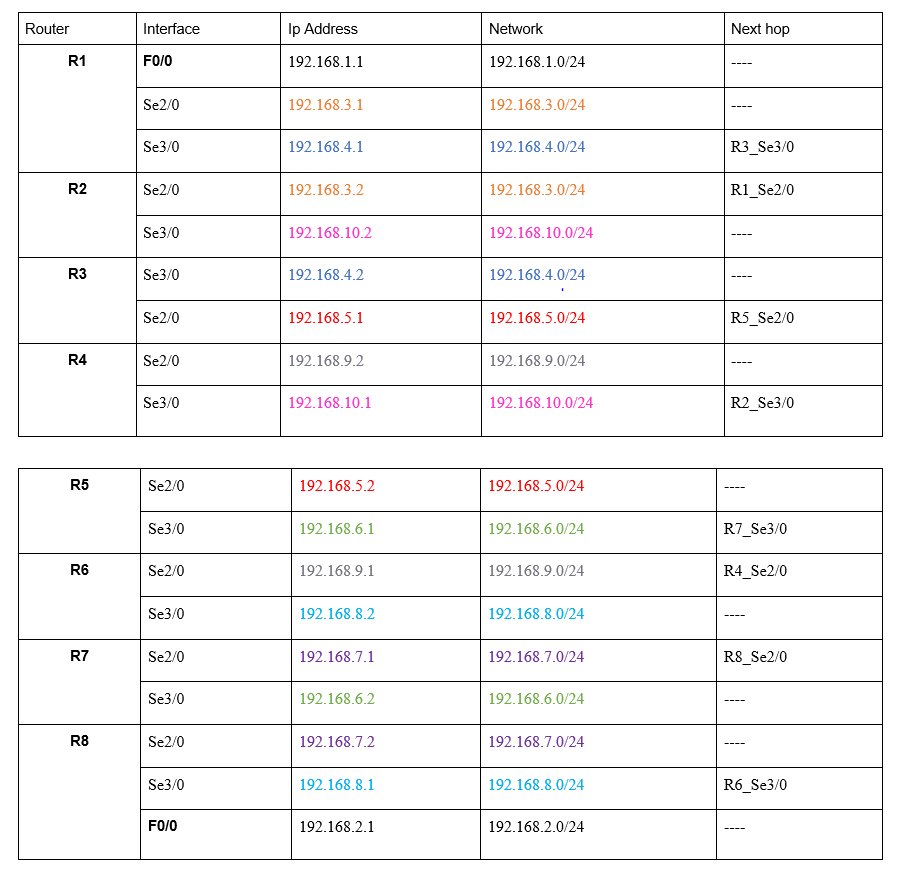 Router Interface Ip Address Network Next hop
R1 F0/0 192.168.1.1 192.168.1.0/24 ----
Se2/0 192.168.3.1 192.168.3.0/24 ----
Se3/0 192.168.4.1 192.168.4.0/24 R3_Se3/0
R2 Se2/0 192.168.3.2 192.168.3.0/24 R1_Se2/0
Se3/0 192.168.10.2 192.168.10.0/24 ----
R3 Se3/0 192.168.4.2 192.168.4.0/24 ----
Se2/0 192.168.5.1 192.168.5.0/24 R5_Se2/0
R4 Se2/0 192.168.9.2 192.168.9.0/24 ----
Se3/0 192.168.10.1 192.168.10.0/24 R2_Se3/0
R5 Se2/0 192.168.5.2 192.168.5.0/24 ----
Se3/0 192.168.6.1 192.168.6.0/24 R7_Se3/0
R6 Se2/0 192.168.9.1 192.168.9.0/24 R4_Se2/0
Se3/0 192.168.8.2 192.168.8.0/24 ----
R7 Se2/0 192.168.7.1 192.168.7.0/24 R8_Se2/0
Se3/0 192.168.6.2 192.168.6.0/24 ----
R8 Se2/0 192.168.7.2 192.168.7.0/24 ----
Se3/0 192.168.8.1 192.168.8.0/24 R6_Se3/0
F0/0 192.168.2.1 192.168.2.0/24 ----